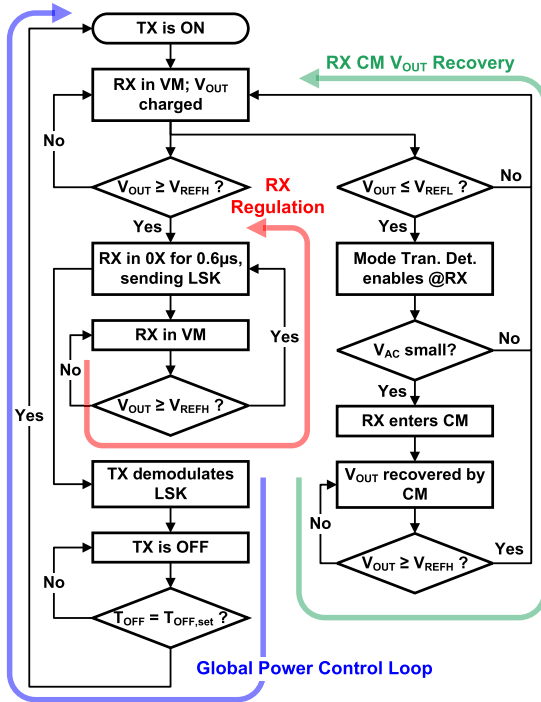 TX is ON
RX CM VOUT Recovery
RX in VM; VOUT
charged
No
VOUT ≥ VREFH ?
Yes
RX
Regulation
VOUT ≤ VREFL ?
No
Yes
RX in 0X for 0.6μs,
sending LSK
Mode Tran. Det.
enables @RX
RX in VM
No
Yes
VOUT ≥ VREFH ?
VAC small?
No
Yes
RX enters CM
Yes
TX demodulates
LSK
VOUT recovered by
CM
No
TX is OFF
VOUT ≥ VREFH ?
Yes
No
TOFF = TOFF,set ?
Global Power Control Loop